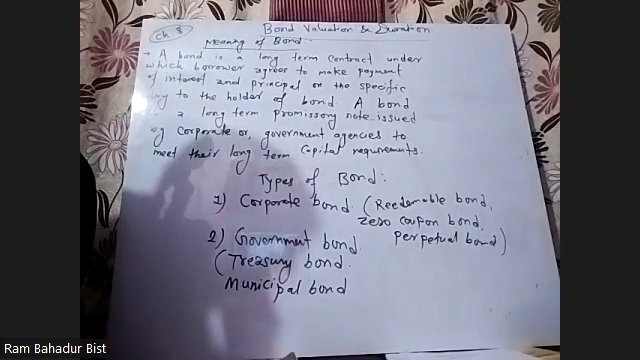 Ch 8
Bond Valuation & Duration
Meaning of Bond:
→ A bond is a long term contract under
which borrower agrees to make payment
of interest and principal on the specific
to the holder of bond. A bond
a long term promissory note issued
by corporate or, government agencies to
meet their long term capital requirements.
Types of Bond:
1) Corporate bond. (Reedemable bond,
zero coupon bond,
perpetual bond)
2) Government bond.
(Treasury bond.
Municipal bond
Ram Bahadur Bist